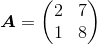 A = (2 7
1 8)